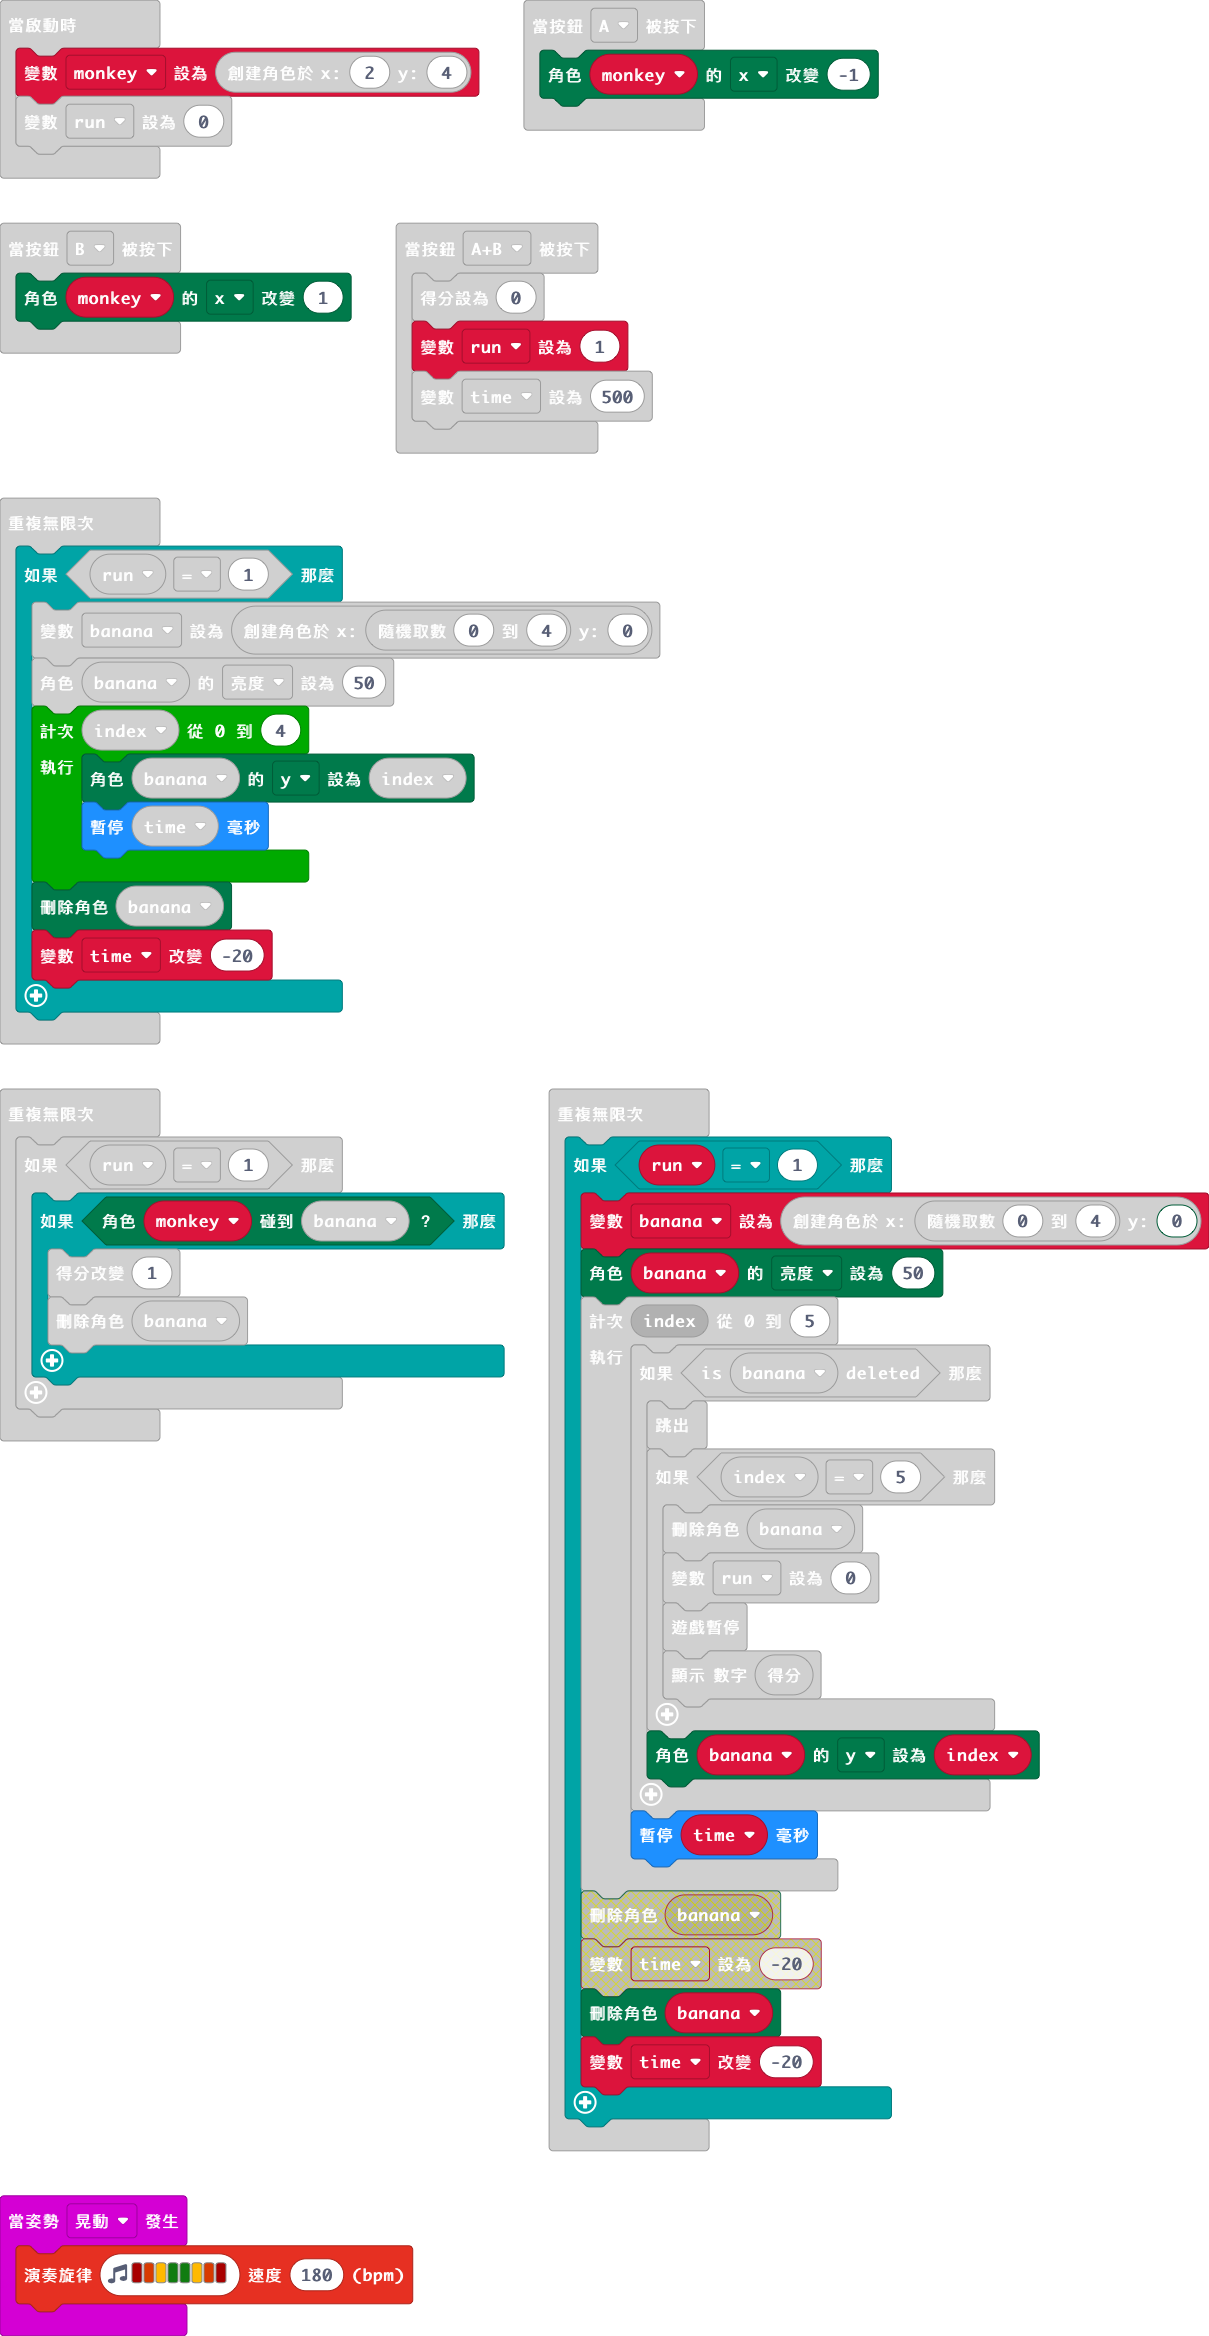 當啟動時
變數 monkey 設為 創建角色於 x: 2 y: 4
變數 run 設為 0
當按鈕 A 被按下
角色 monkey 的 x 改變 -1
當按鈕 B 被按下
角色 monkey 的 x 改變 1
當按鈕 A+B 被按下
得分設為 0
變數 run 設為 1
變數 time 設為 500
重複無限次
如果 run = 1 那麼
變數 banana 設為 創建角色於 x: 隨機取數 0 到 4 y: 0
角色 banana 的 亮度 設為 50
計次 index 從 0 到 4
執行 角色 banana 的 y 設為 index
暫停 time 毫秒
刪除角色 banana
變數 time 改變 -20
重複無限次
如果 run = 1 那麼
如果 角色 monkey 碰到 banana ? 那麼
得分改變 1
刪除角色 banana
重複無限次
如果 run = 1 那麼
變數 banana 設為 創建角色於 x: 隨機取數 0 到 4 y: 0
角色 banana 的 亮度 設為 50
計次 index 從 0 到 5
執行 如果 is banana deleted 那麼
跳出
如果 index = 5 那麼
刪除角色 banana
變數 run 設為 0
遊戲暫停
顯示 數字 得分
角色 banana 的 y 設為 index
暫停 time 毫秒
刪除角色 banana
變數 time 設為 -20
刪除角色 banana
變數 time 改變 -20
當姿勢 晃動 發生
演奏旋律 速度 180 (bpm)